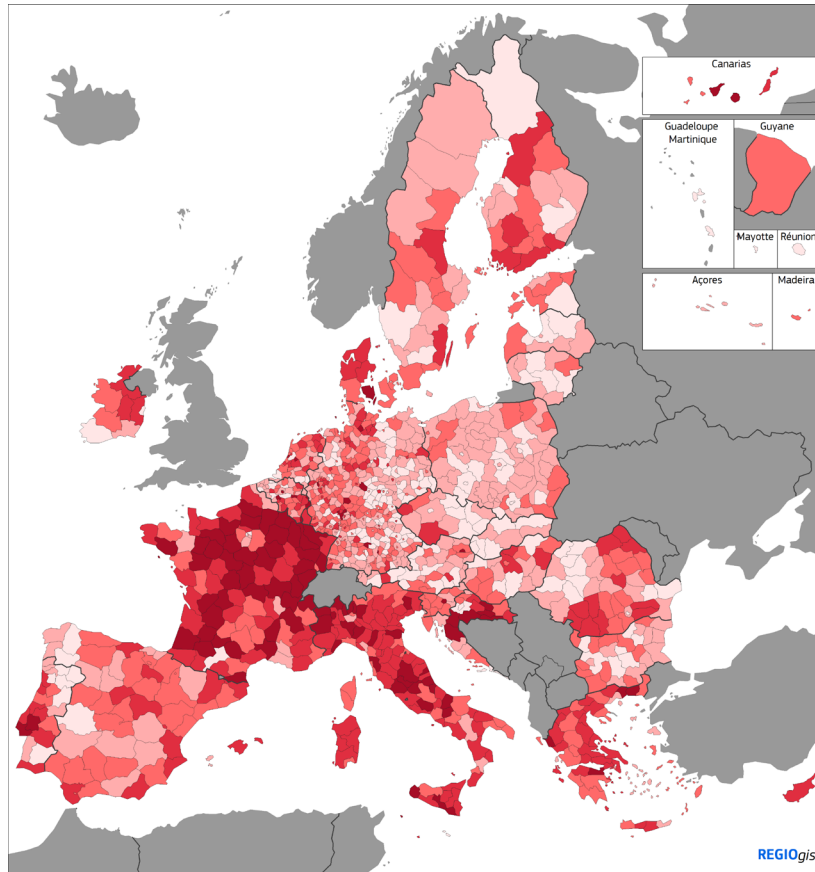 Canarias
Guadeloupe
Martinique
Guyane
Mayotte
Réunion
Açores
Madeira
REGIOgis